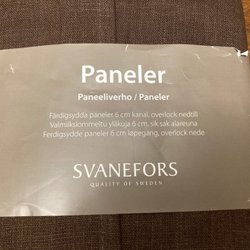 Paneler
Paneeliverho / Paneler
Färdigsydda paneler 6 cm kanal, overlock nedtill
Valmiiksiommeltu yläkuja 6 cm, sik sak alareuna
Ferdigsydde paneler 6 cm løpegang, overlock nede
SVANEFORS
QUALITY OF SWEDEN